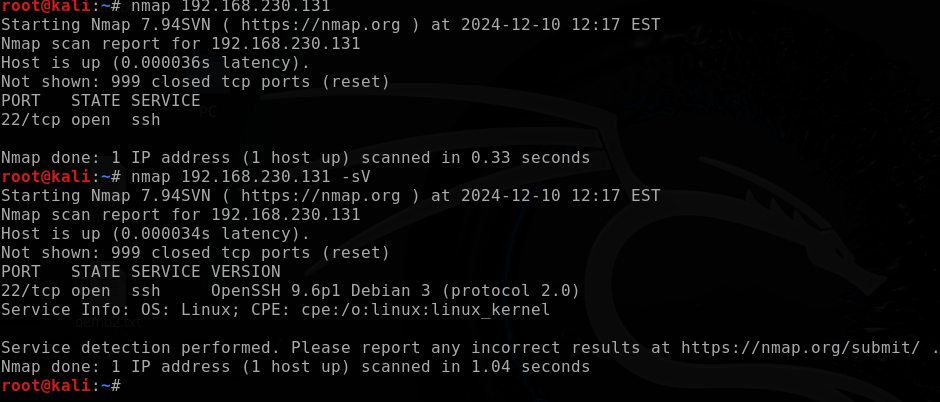 root@kali:~# nmap 192.168.230.131
Starting Nmap 7.94SVN ( https://nmap.org ) at 2024-12-10 12:17 EST
Nmap scan report for 192.168.230.131
Host is up (0.000036s latency).
Not shown: 999 closed tcp ports (reset)
PORT   STATE SERVICE
PC
22/tcp open  ssh
Nmap done: 1 IP address (1 host up) scanned in 0.33 seconds
root@kali:~# nmap 192.168.230.131 -sV
Starting Nmap 7.94SVN ( https://nmap.org ) at 2024-12-10 12:17 EST
Nmap scan report for 192.168.230.131
Host is up (0.000034s latency).
Not shown: 999 closed tcp ports (reset)
PORT   STATE SERVICE VERSION
22/tcp open  ssh     OpenSSH 9.6p1 Debian 3 (protocol 2.0)
Service Info: OS: Linux; CPE: cpe:/o:linux:linux_kernel
demo2.txt
Service detection performed. Please report any incorrect results at https://nmap.org/submit/ .
Nmap done: 1 IP address (1 host up) scanned in 1.04 seconds
root@kali:~#